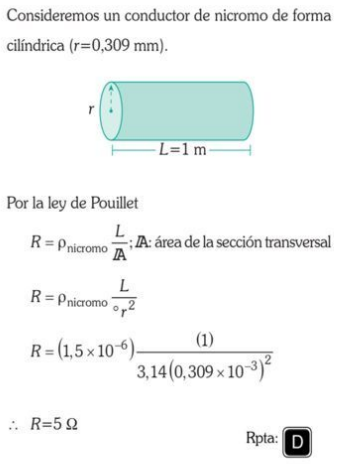 Consideremos un conductor de nicromo de forma
cilíndrica (r=0,309 mm).
r
L=1 m
Por la ley de Pouillet
R = ρnicromo L/𝔸; 𝔸: área de la sección transversal
R = ρnicromo L/°r²
R = (1,5 × 10⁻⁶) (1)/3,14(0,309 × 10⁻³)²
∴ R=5 Ω
Rpta: D